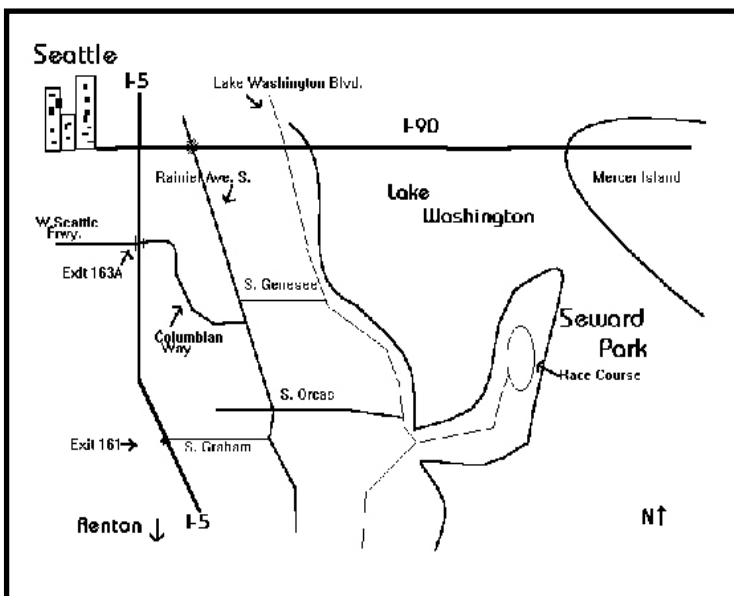 Seattle
I-5
Lake Washington Blvd.
I-90
Rainier Ave. S.
Mercer Island
Lake
Washington
W.Seattle
Frwy.
Exit 163A
S. Genesee
Columbian
Way
Seward
Park
Race Course
S. Orcas
Exit 161
S. Graham
Renton
I-5
N